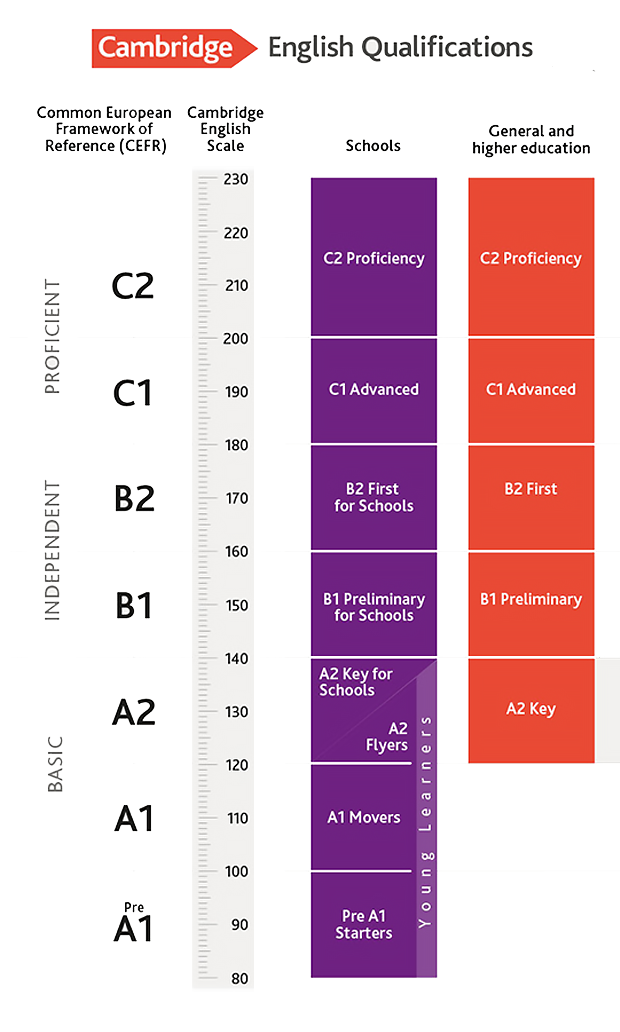 Cambridge English Qualifications
Common European
Framework of
Reference (CEFR)
Cambridge
English
Scale
Schools
General and
higher education
PROFICIENT
INDEPENDENT
BASIC
C2
C1
B2
B1
A2
A1
Pre
A1
230
220
210
200
190
180
170
160
150
140
130
120
110
100
90
80
C2 Proficiency
C1 Advanced
B2 First
for Schools
B1 Preliminary
for Schools
A2 Key for
Schools
A2
Flyers
A1 Movers
Pre A1
Starters
Young Learners
C2 Proficiency
C1 Advanced
B2 First
B1 Preliminary
A2 Key